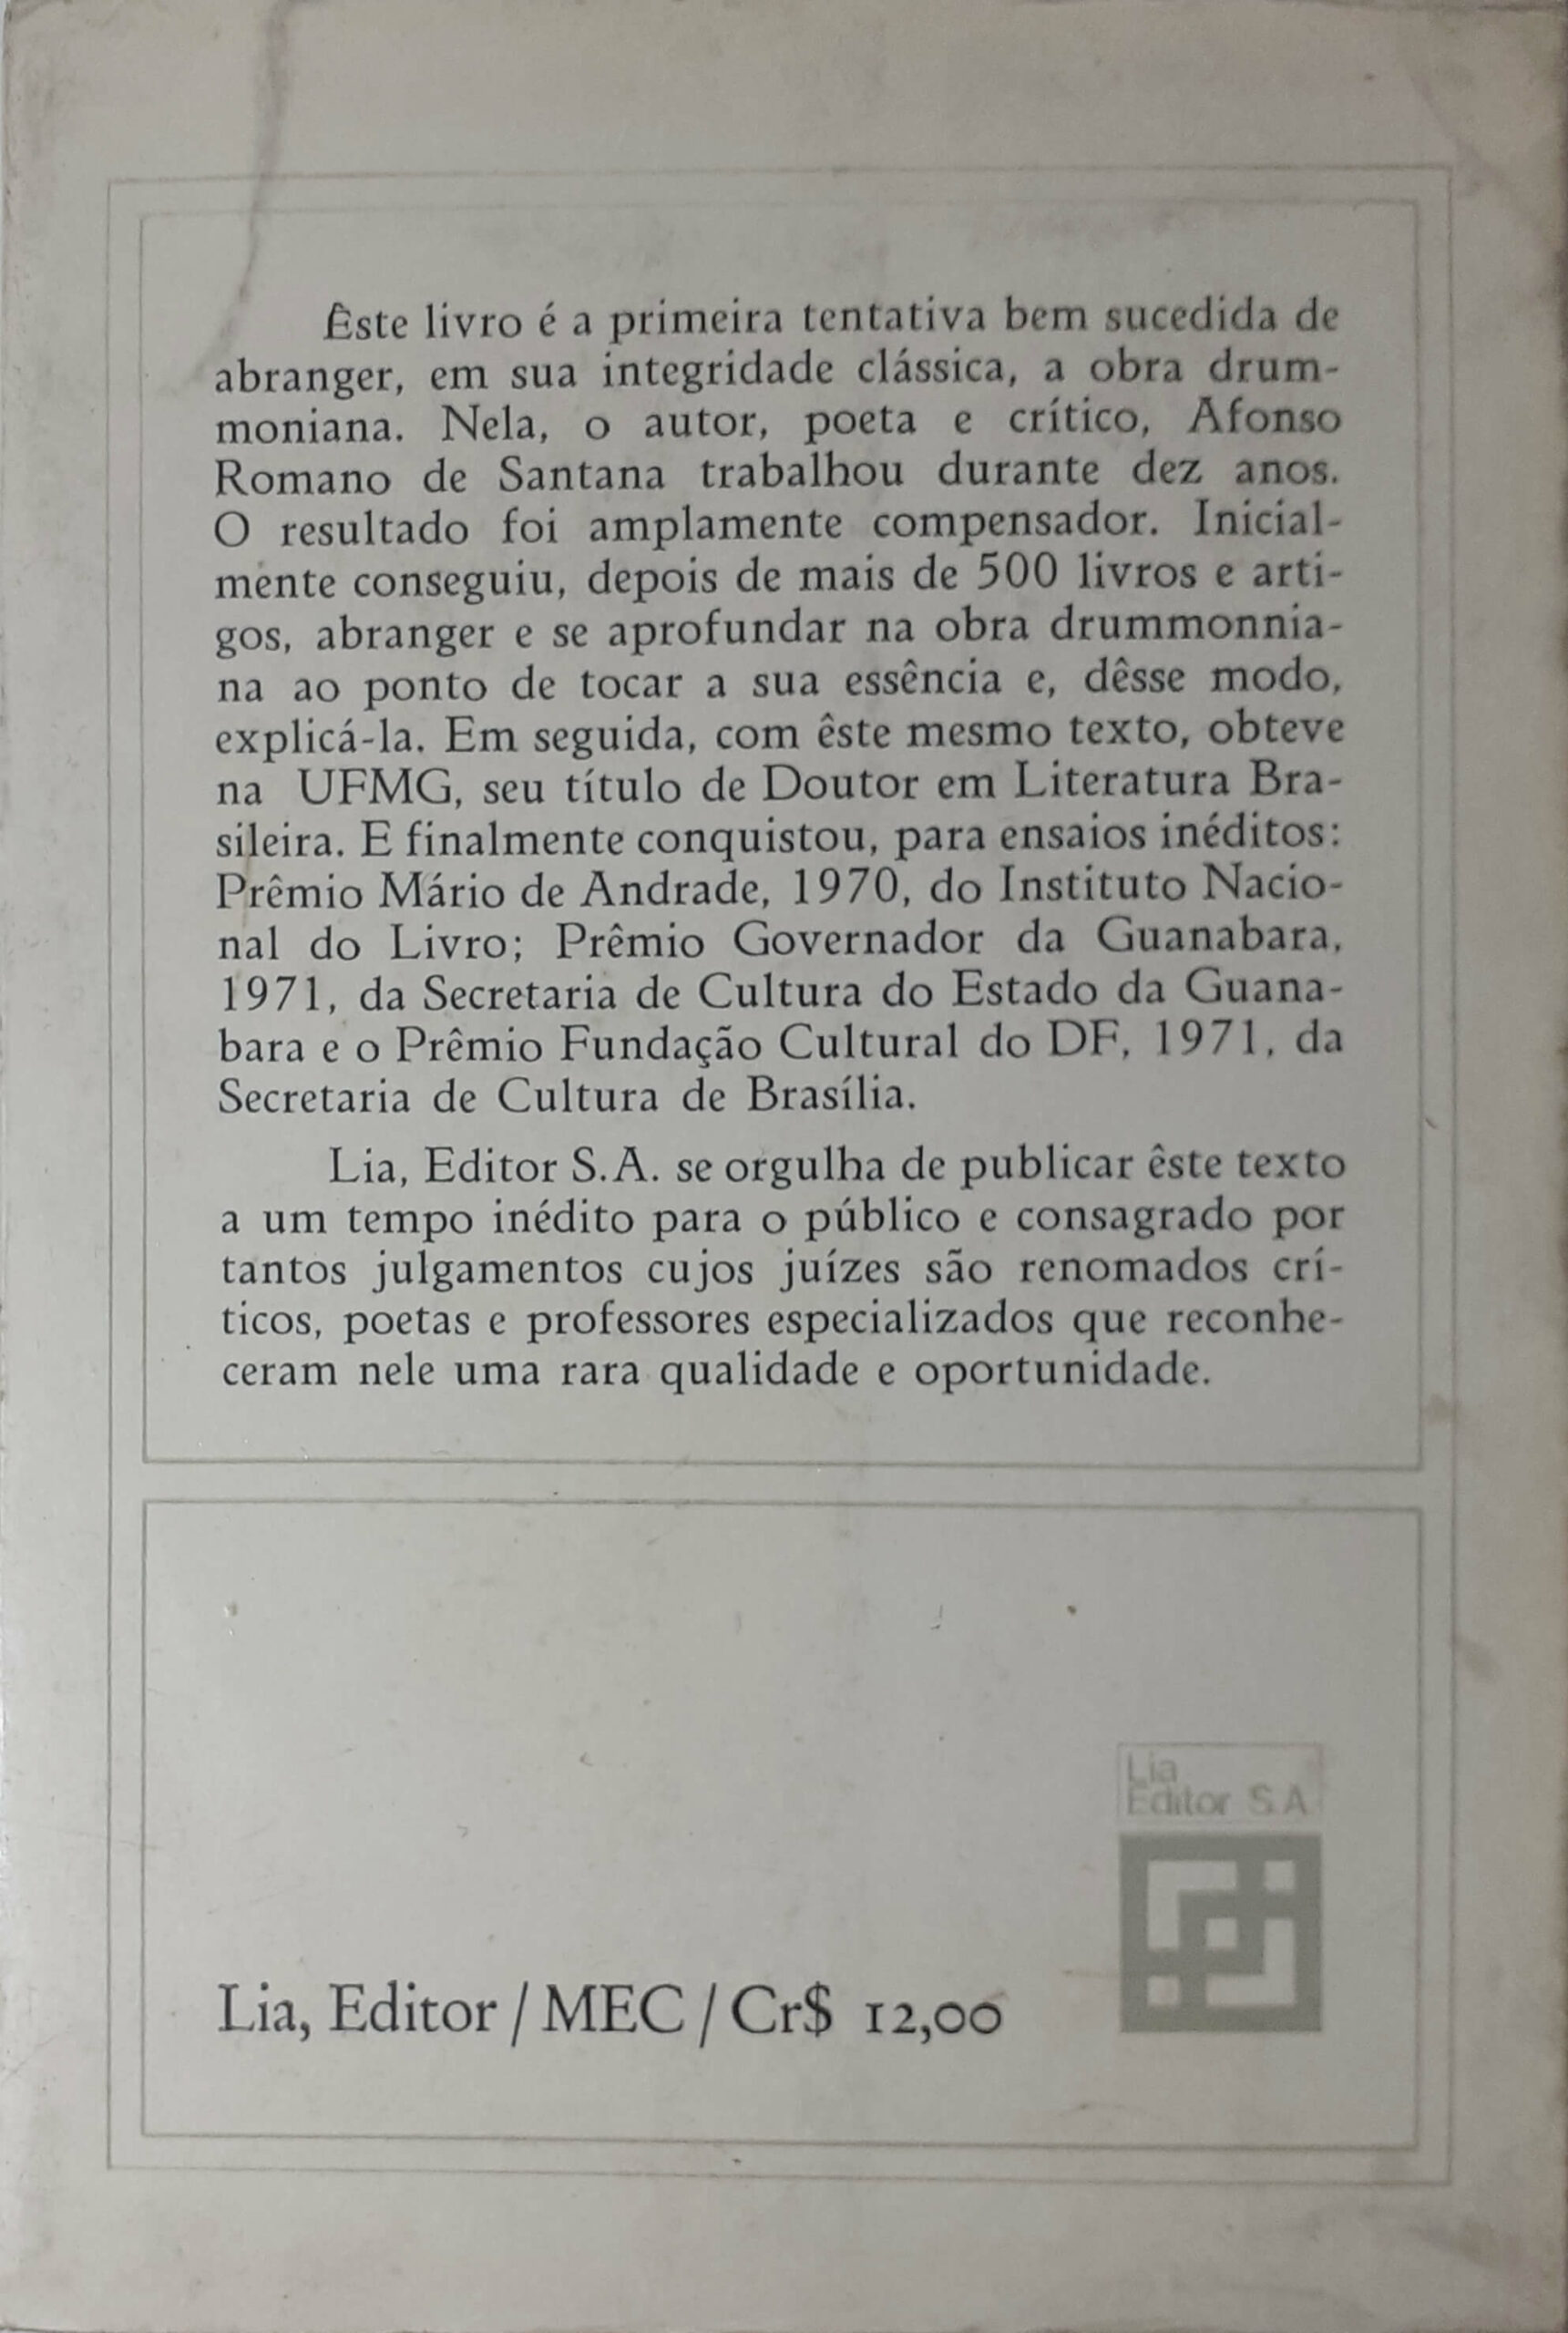 Êste livro é a primeira tentativa bem sucedida de
abranger, em sua integridade clássica, a obra drum-
moniana. Nela, o autor, poeta e crítico, Afonso
Romano de Santana trabalhou durante dez anos.
O resultado foi amplamente compensador. Inicial-
mente conseguiu, depois de mais de 500 livros e arti-
gos, abranger e se aprofundar na obra drummonnia-
na ao ponto de tocar a sua essência e, dêsse modo,
explicá-la. Em seguida, com êste mesmo texto, obteve
na UFMG, seu título de Doutor em Literatura Bra-
sileira. E finalmente conquistou, para ensaios inéditos:
Prêmio Mário de Andrade, 1970, do Instituto Nacio-
nal do Livro; Prêmio Governador da Guanabara,
1971, da Secretaria de Cultura do Estado da Guana-
bara e o Prêmio Fundação Cultural do DF, 1971, da
Secretaria de Cultura de Brasília.
Lia, Editor S.A. se orgulha de publicar êste texto
a um tempo inédito para o público e consagrado por
tantos julgamentos cujos juízes são renomados crí-
ticos, poetas e professores especializados que reconhe-
ceram nele uma rara qualidade e oportunidade.
Lia
Editor S.A
Lia, Editor / MEC / Cr$ 12,00